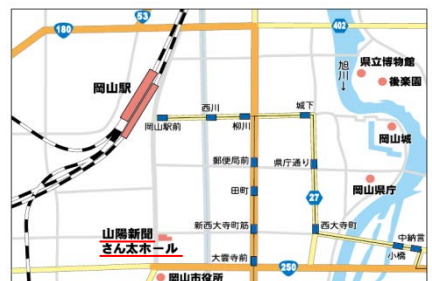 53
180
402
岡山駅
旭川→
県立博物館
後楽園
岡山駅前
西川
柳川
城下
岡山城
郵便局前
県庁通り
田町
27
岡山県庁
山陽新聞
さん太ホール
新西大寺町筋
西大寺町
中納言
小橋
大雲寺前
250
岡山市役所